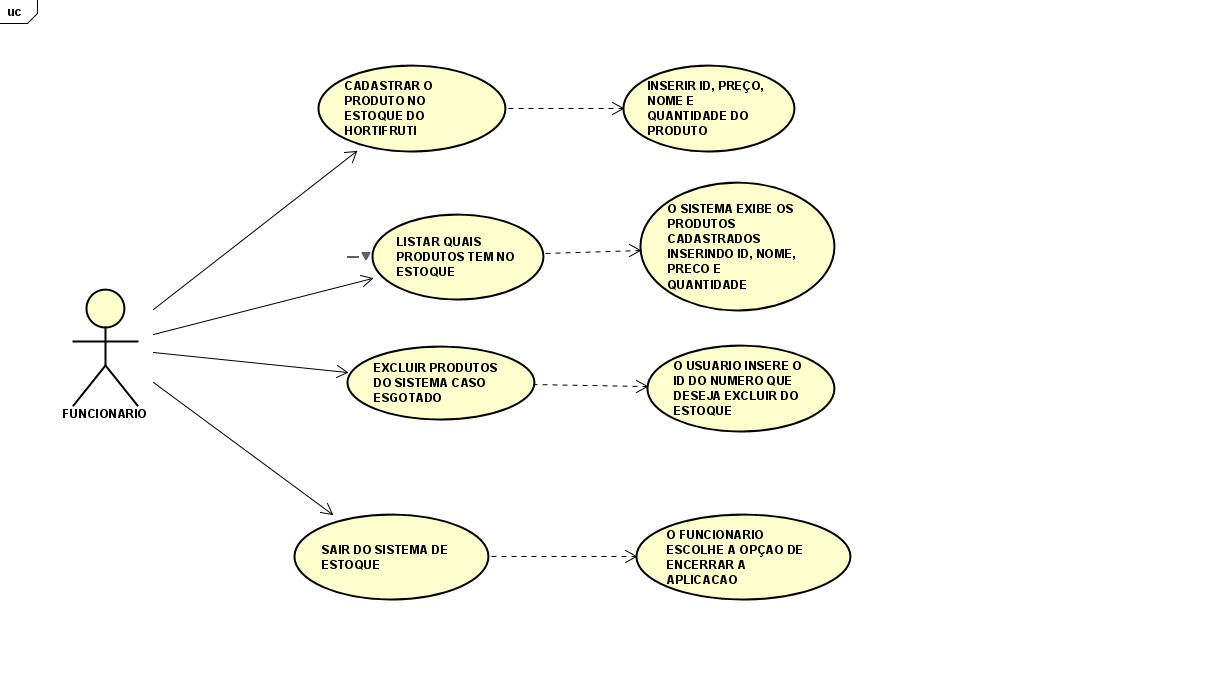 uc
CADASTRAR O
PRODUTO NO
ESTOQUE DO
HORTIFRUTI
INSERIR ID, PREÇO,
NOME E
QUANTIDADE DO
PRODUTO
LISTAR QUAIS
PRODUTOS TEM NO
ESTOQUE
O SISTEMA EXIBE OS
PRODUTOS
CADASTRADOS
INSERINDO ID, NOME,
PRECO E
QUANTIDADE
EXCLUIR PRODUTOS
DO SISTEMA CASO
ESGOTADO
O USUARIO INSERE O
ID DO NUMERO QUE
DESEJA EXCLUIR DO
ESTOQUE
FUNCIONARIO
SAIR DO SISTEMA DE
ESTOQUE
O FUNCIONARIO
ESCOLHE A OPÇAO DE
ENCERRAR A
APLICACAO